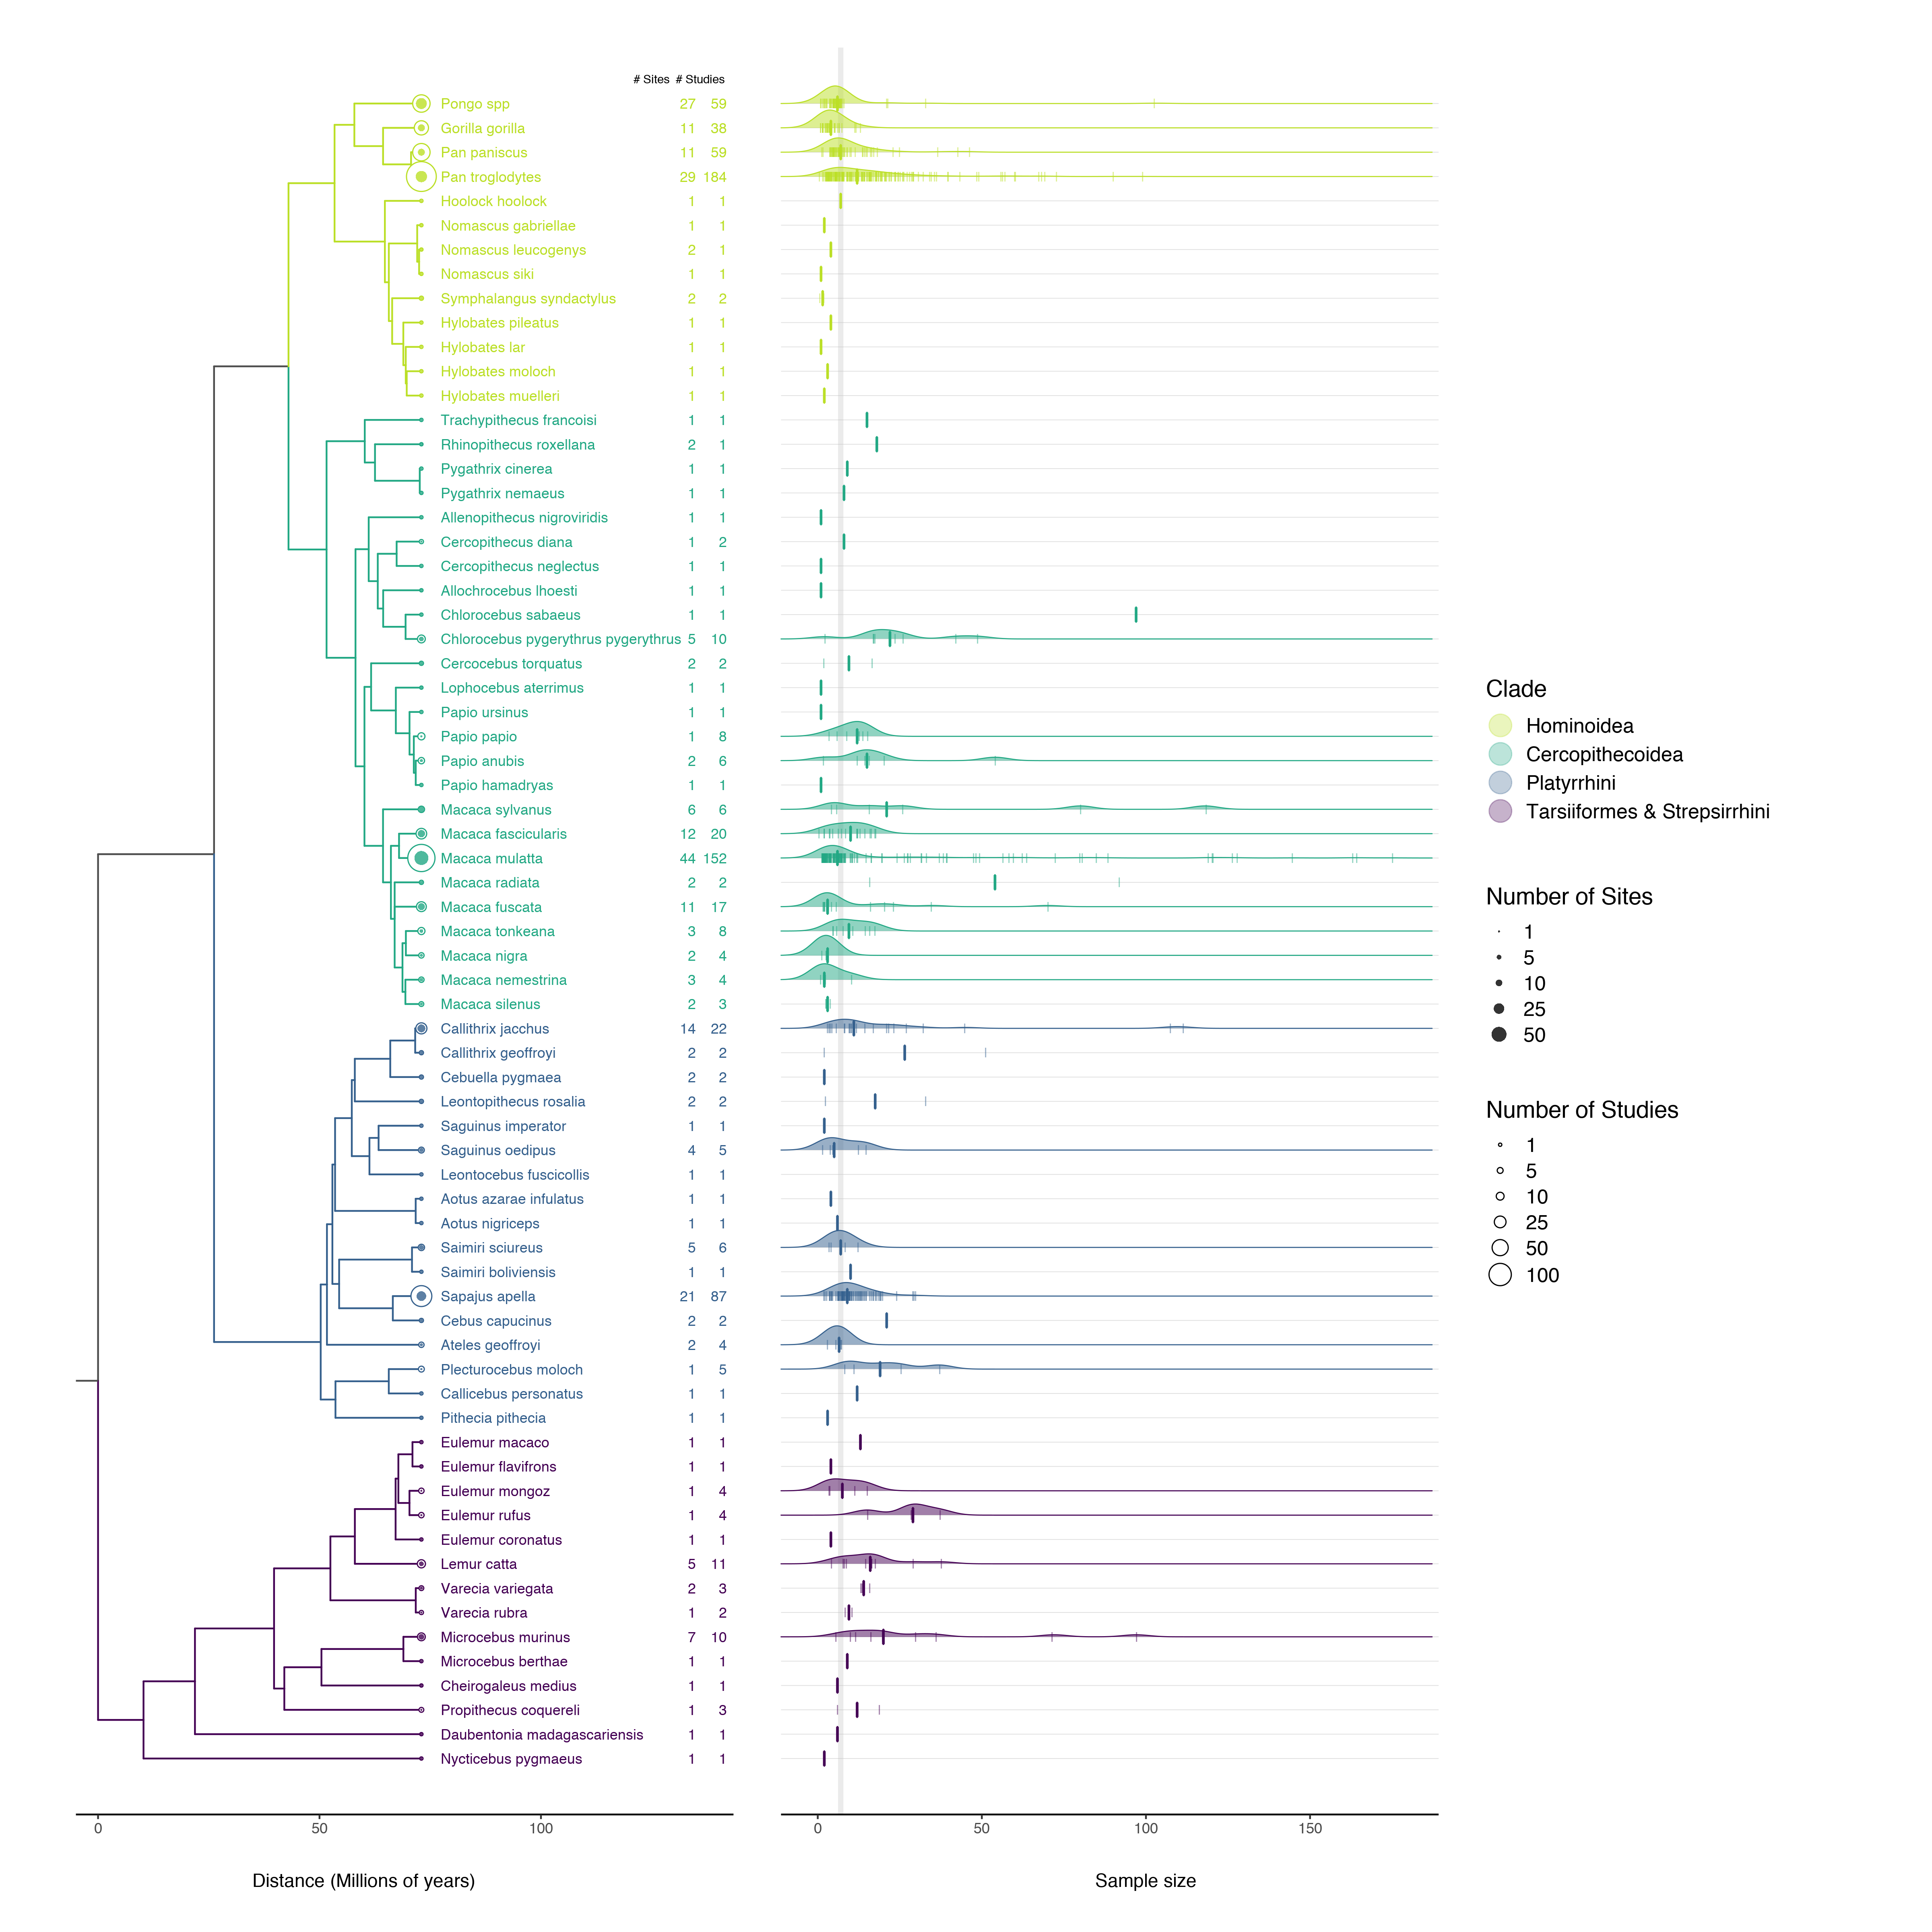 # Sites # Studies
Pongo spp 27 59
Gorilla gorilla 11 38
Pan paniscus 11 59
Pan troglodytes 29 184
Hoolock hoolock 1 1
Nomascus gabriellae 1 1
Nomascus leucogenys 2 1
Nomascus siki 1 1
Symphalangus syndactylus 2 2
Hylobates pileatus 1 1
Hylobates lar 1 1
Hylobates moloch 1 1
Hylobates muelleri 1 1
Trachypithecus francoisi 1 1
Rhinopithecus roxellana 2 1
Pygathrix cinerea 1 1
Pygathrix nemaeus 1 1
Allenopithecus nigroviridis 1 1
Cercopithecus diana 1 2
Cercopithecus neglectus 1 1
Allochrocebus lhoesti 1 1
Chlorocebus sabaeus 1 1
Chlorocebus pygerythrus pygerythrus 5 10
Cercocebus torquatus 2 2
Lophocebus aterrimus 1 1
Papio ursinus 1 1
Papio papio 1 8
Papio anubis 2 6
Papio hamadryas 1 1
Macaca sylvanus 6 6
Macaca fascicularis 12 20
Macaca mulatta 44 152
Macaca radiata 2 2
Macaca fuscata 11 17
Macaca tonkeana 3 8
Macaca nigra 2 4
Macaca nemestrina 3 4
Macaca silenus 2 3
Callithrix jacchus 14 22
Callithrix geoffroyi 2 2
Cebuella pygmaea 2 2
Leontopithecus rosalia 2 2
Saguinus imperator 1 1
Saguinus oedipus 4 5
Leontocebus fuscicollis 1 1
Aotus azarae infulatus 1 1
Aotus nigriceps 1 1
Saimiri sciureus 5 6
Saimiri boliviensis 1 1
Sapajus apella 21 87
Cebus capucinus 2 2
Ateles geoffroyi 2 4
Plecturocebus moloch 1 5
Callicebus personatus 1 1
Pithecia pithecia 1 1
Eulemur macaco 1 1
Eulemur flavifrons 1 1
Eulemur mongoz 1 4
Eulemur rufus 1 4
Eulemur coronatus 1 1
Lemur catta 5 11
Varecia variegata 2 3
Varecia rubra 1 2
Microcebus murinus 7 10
Microcebus berthae 1 1
Cheirogaleus medius 1 1
Propithecus coquereli 1 3
Daubentonia madagascariensis 1 1
Nycticebus pygmaeus 1 1
0 50 100
Distance (Millions of years)
0 50 100 150
Sample size
Clade
Hominoidea
Cercopithecoidea
Platyrrhini
Tarsiiformes & Strepsirrhini
Number of Sites
1
5
10
25
50
Number of Studies
1
5
10
25
50
100